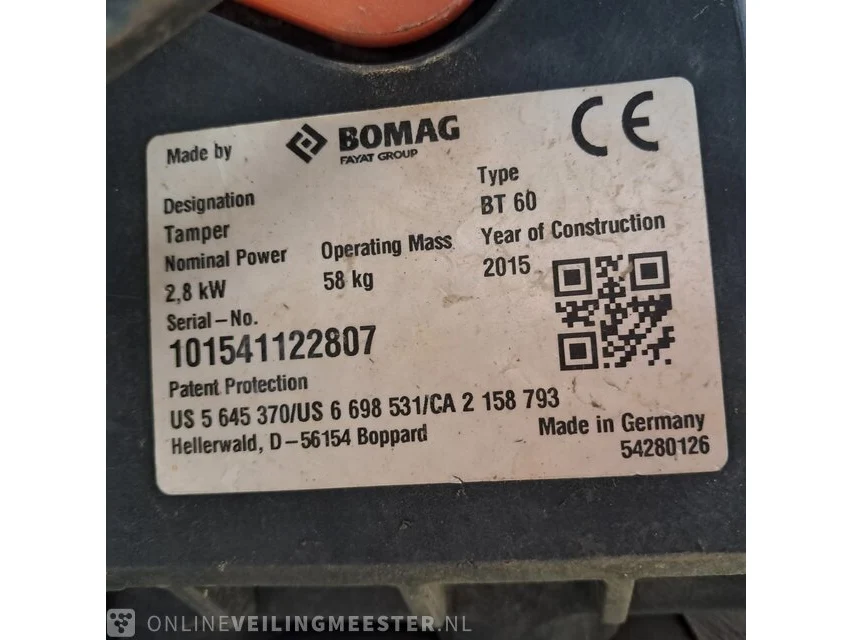 Made by BOMAG
FAYAT GROUP
CE
Designation
Tamper
Type
BT 60
Nominal Power
2,8 kW
Operating Mass
58 kg
Year of Construction
2015
Serial-No.
101541122807
Patent Protection
US 5 645 370/US 6 698 531/CA 2 158 793
Hellerwald, D-56154 Boppard
Made in Germany
54280126
ONLINEVEILINGMEESTER.NL